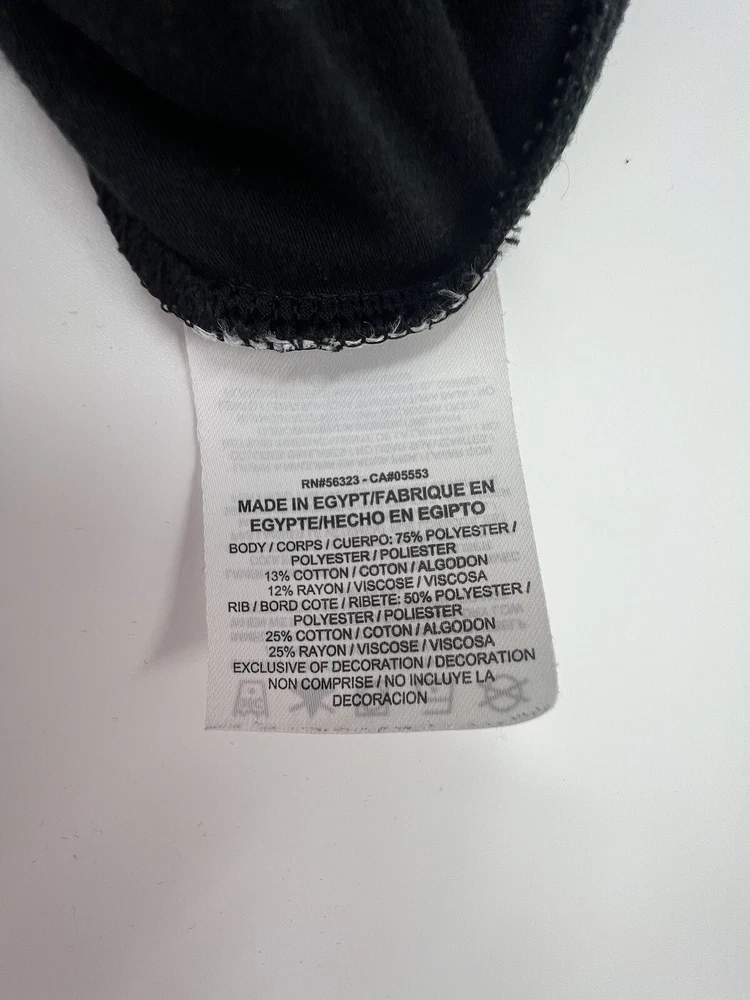 RN#56323 - CA#05553
MADE IN EGYPT/FABRIQUE EN
EGYPTE/HECHO EN EGIPTO
BODY / CORPS / CUERPO: 75% POLYESTER /
POLYESTER / POLIESTER
13% COTTON / COTON / ALGODON
12% RAYON / VISCOSE / VISCOSA
RIB / BORD COTE / RIBETE: 50% POLYESTER /
POLYESTER / POLIESTER
25% COTTON / COTON / ALGODON
25% RAYON / VISCOSE / VISCOSA
EXCLUSIVE OF DECORATION / DECORATION
NON COMPRISE / NO INCLUYE LA
DECORACION